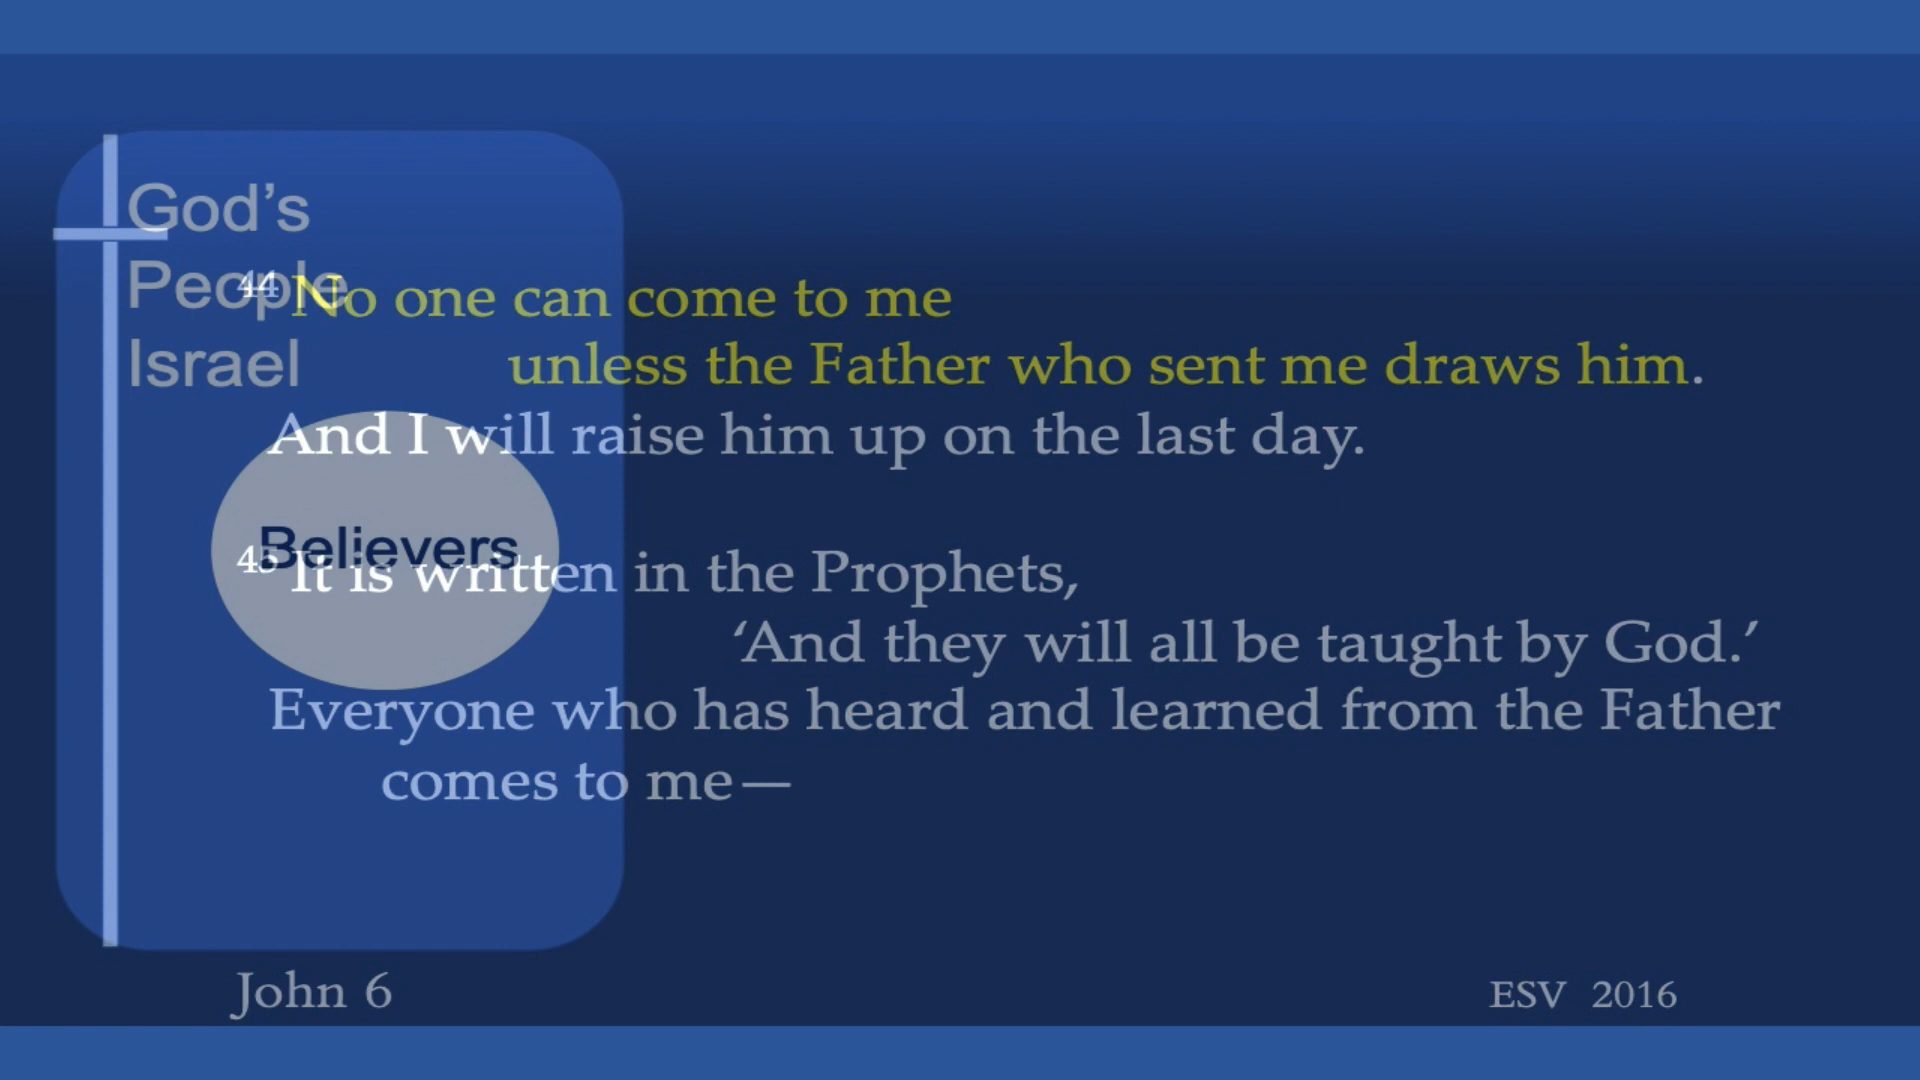 God’s
People
Israel
Believers
44 No one can come to me
unless the Father who sent me draws him.
And I will raise him up on the last day.
45 It is written in the Prophets,
‘And they will all be taught by God.’
Everyone who has heard and learned from the Father
comes to me—
John 6
ESV 2016